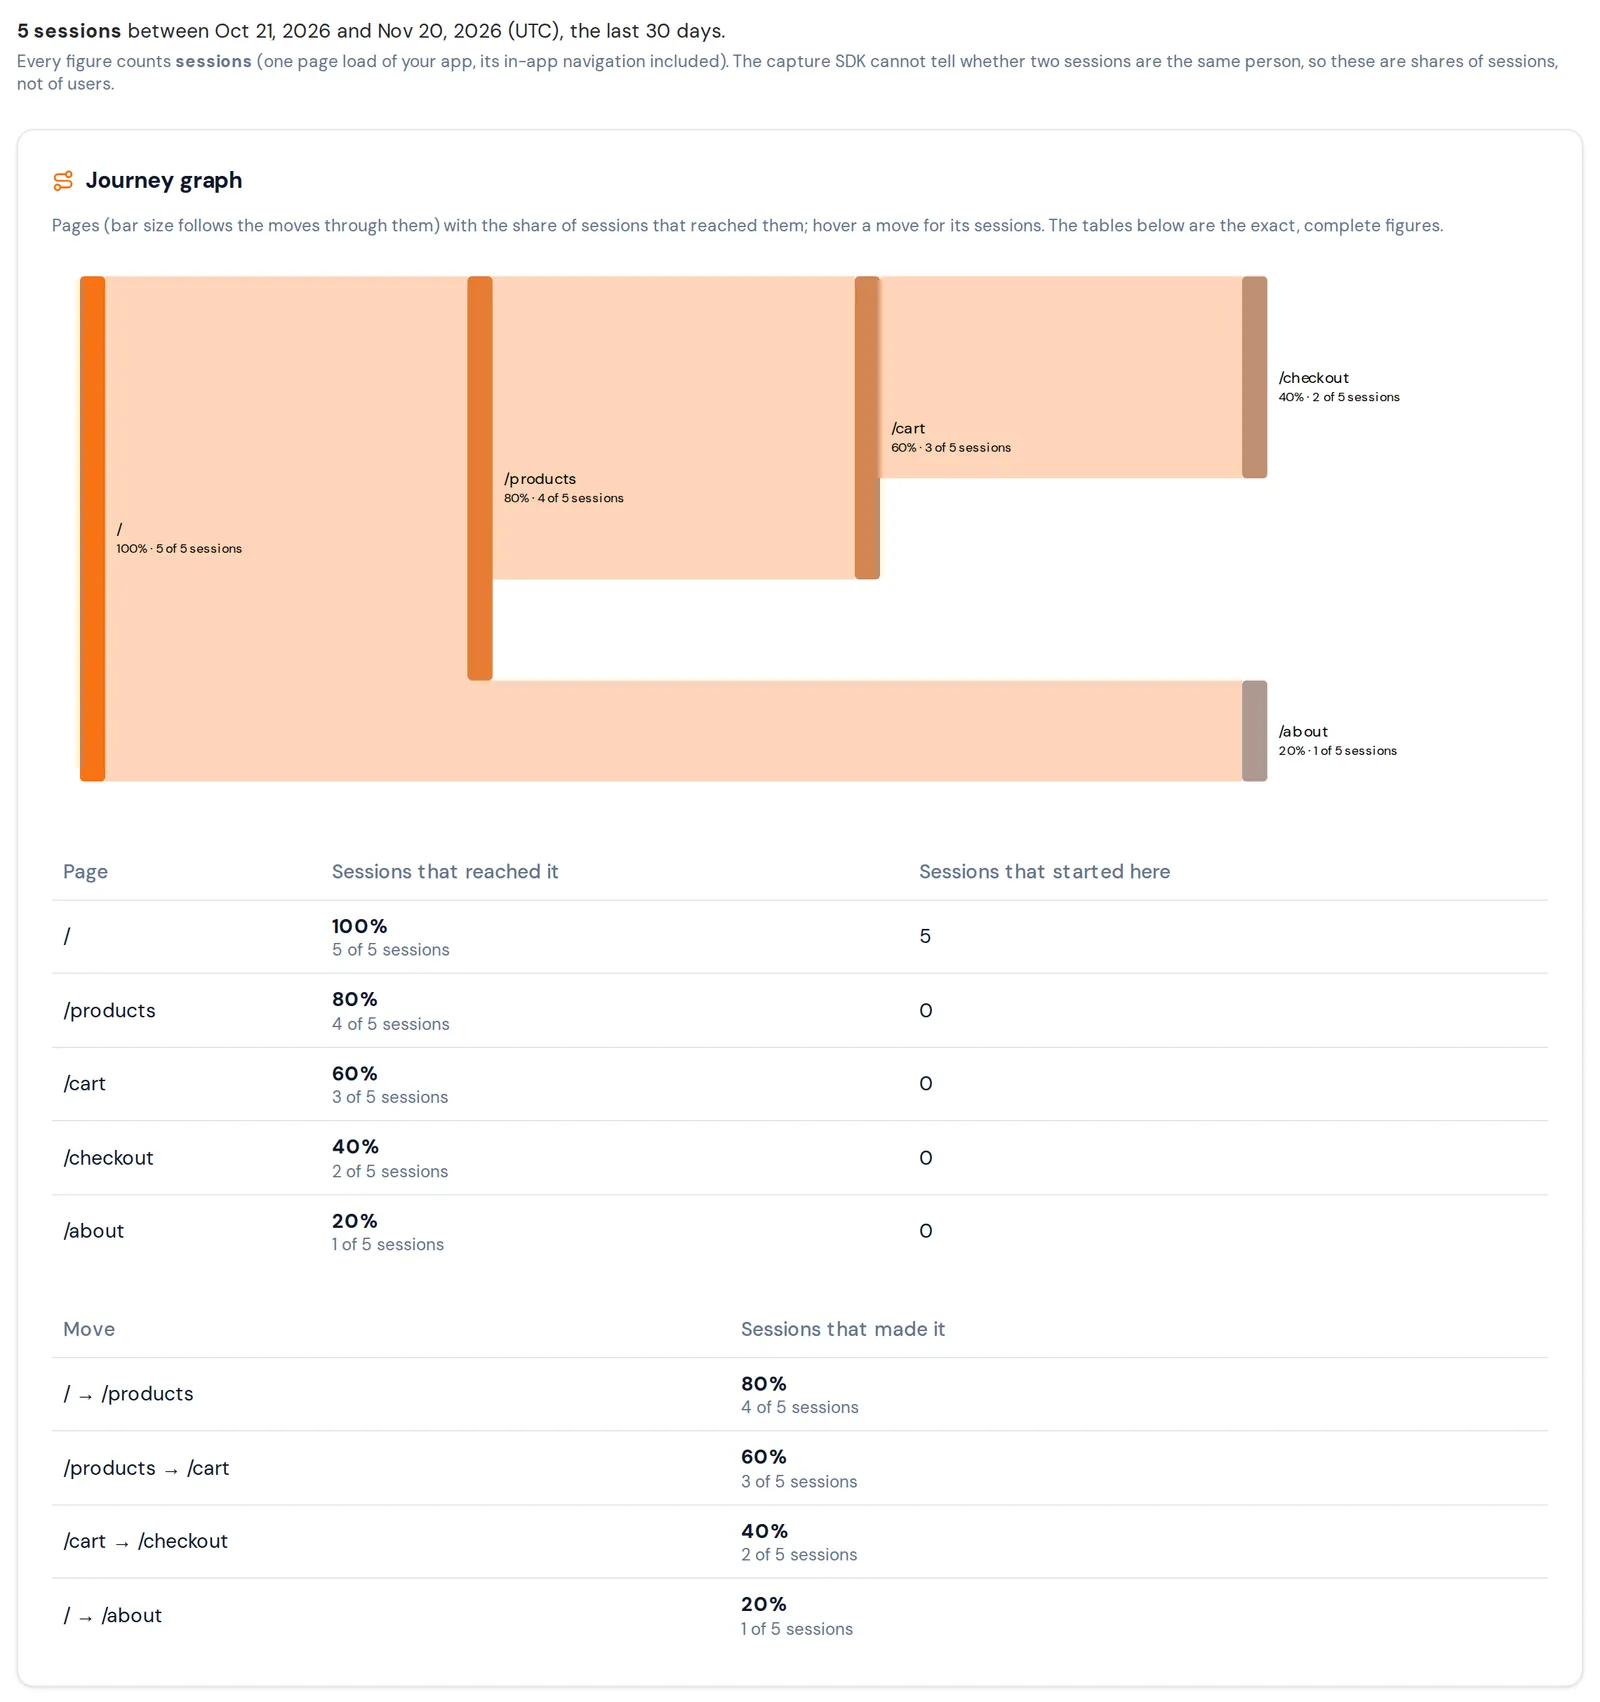 5 sessions between Oct 21, 2026 and Nov 20, 2026 (UTC), the last 30 days.
Every figure counts sessions (one page load of your app, its in-app navigation included). The capture SDK cannot tell whether two sessions are the same person, so these are shares of sessions,
not of users.
Journey graph
Pages (bar size follows the moves through them) with the share of sessions that reached them; hover a move for its sessions. The tables below are the exact, complete figures.
/checkout
40% · 2 of 5 sessions
/cart
60% · 3 of 5 sessions
/products
80% · 4 of 5 sessions
/
100% · 5 of 5 sessions
/about
20% · 1 of 5 sessions
Page Sessions that reached it Sessions that started here
/ 100% 5
5 of 5 sessions
/products 80% 0
4 of 5 sessions
/cart 60% 0
3 of 5 sessions
/checkout 40% 0
2 of 5 sessions
/about 20% 0
1 of 5 sessions
Move Sessions that made it
/ → /products 80%
4 of 5 sessions
/products → /cart 60%
3 of 5 sessions
/cart → /checkout 40%
2 of 5 sessions
/ → /about 20%
1 of 5 sessions